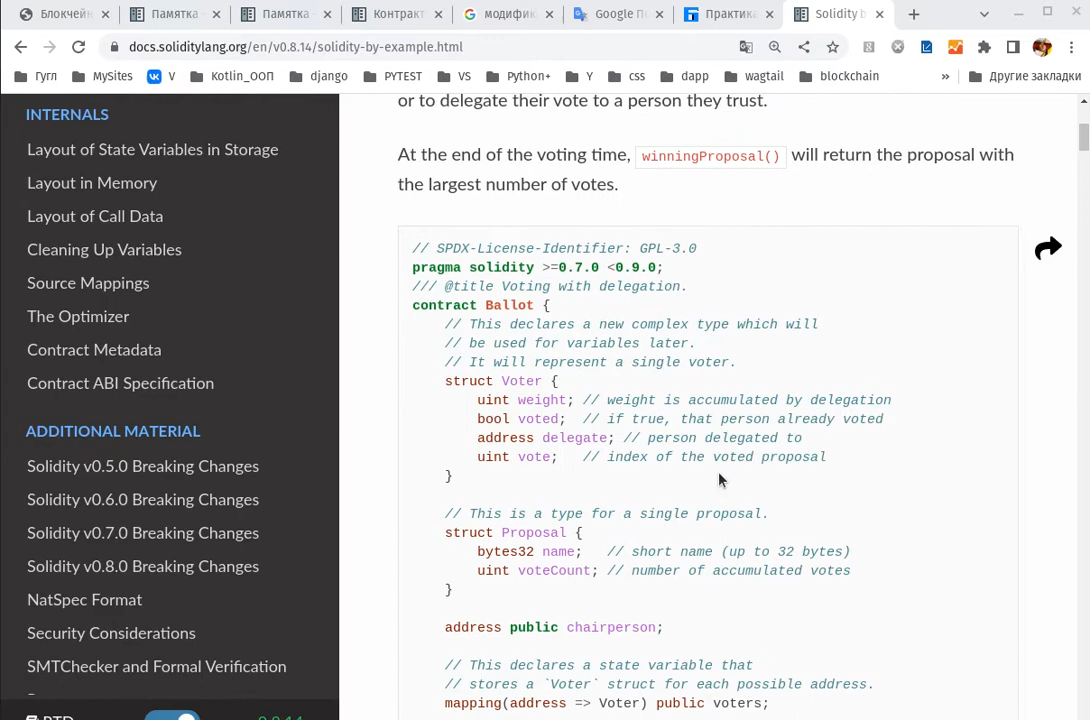 Блокчейн
Памятка -
Памятка -
Контракт
модифик
Google П
Практика
Solidity b
docs.soliditylang.org/en/v0.8.14/solidity-by-example.html
Гугл
MySites
V
Kotlin_ООП
django
PYTEST
VS
Python+
Y
css
dapp
wagtail
blockchain
»
Другие закладки
INTERNALS
Layout of State Variables in Storage
Layout in Memory
Layout of Call Data
Cleaning Up Variables
Source Mappings
The Optimizer
Contract Metadata
Contract ABI Specification
ADDITIONAL MATERIAL
Solidity v0.5.0 Breaking Changes
Solidity v0.6.0 Breaking Changes
Solidity v0.7.0 Breaking Changes
Solidity v0.8.0 Breaking Changes
NatSpec Format
Security Considerations
SMTChecker and Formal Verification
or to delegate their vote to a person they trust.
At the end of the voting time, winningProposal() will return the proposal with
the largest number of votes.
// SPDX-License-Identifier: GPL-3.0
pragma solidity >=0.7.0 <0.9.0;
/// @title Voting with delegation.
contract Ballot {
// This declares a new complex type which will
// be used for variables later.
// It will represent a single voter.
struct Voter {
uint weight; // weight is accumulated by delegation
bool voted; // if true, that person already voted
address delegate; // person delegated to
uint vote; // index of the voted proposal
}
// This is a type for a single proposal.
struct Proposal {
bytes32 name; // short name (up to 32 bytes)
uint voteCount; // number of accumulated votes
}
address public chairperson;
// This declares a state variable that
// stores a `Voter` struct for each possible address.
mapping(address => Voter) public voters;